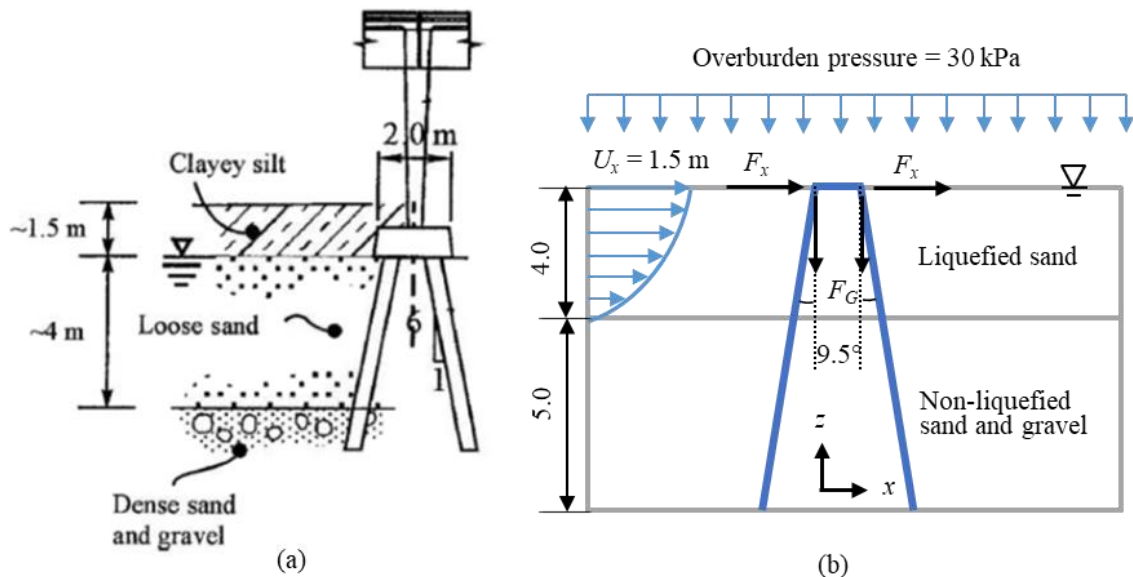 2.0 m
Clayey silt
~1.5 m
~4 m
Loose sand
6
1
Dense sand
and gravel
(a)
Overburden pressure = 30 kPa
Uₓ = 1.5 m
Fₓ
Fₓ
4.0
Liquefied sand
F_G
9.5°
5.0
Non-liquefied
sand and gravel
z
x
(b)